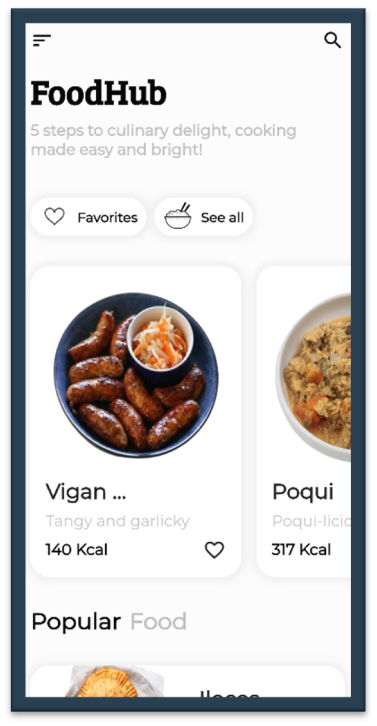 FoodHub
5 steps to culinary delight, cooking
made easy and bright!
Favorites
See all
Vigan ...
Tangy and garlicky
140 Kcal
Poqui
Poqui-licio
317 Kcal
Popular Food
Ilocos